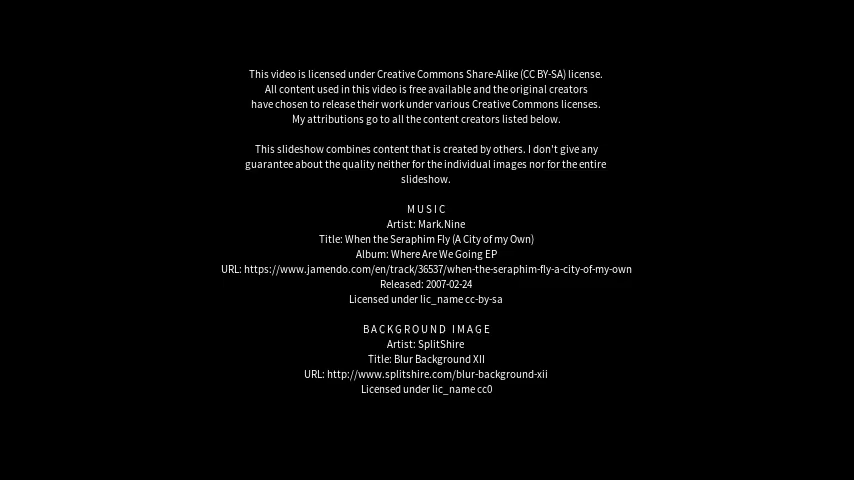 This video is licensed under Creative Commons Share-Alike (CC BY-SA) license.
All content used in this video is free available and the original creators
have chosen to release their work under various Creative Commons licenses.
My attributions go to all the content creators listed below.
This slideshow combines content that is created by others. I don't give any
guarantee about the quality neither for the individual images nor for the entire
slideshow.
MUSIC
Artist: Mark.Nine
Title: When the Seraphim Fly (A City of my Own)
Album: Where Are We Going EP
URL: https://www.jamendo.com/en/track/36537/when-the-seraphim-fly-a-city-of-my-own
Released: 2007-02-24
Licensed under lic_name cc-by-sa
BACKGROUND IMAGE
Artist: SplitShire
Title: Blur Background XII
URL: http://www.splitshire.com/blur-background-xii
Licensed under lic_name cc0